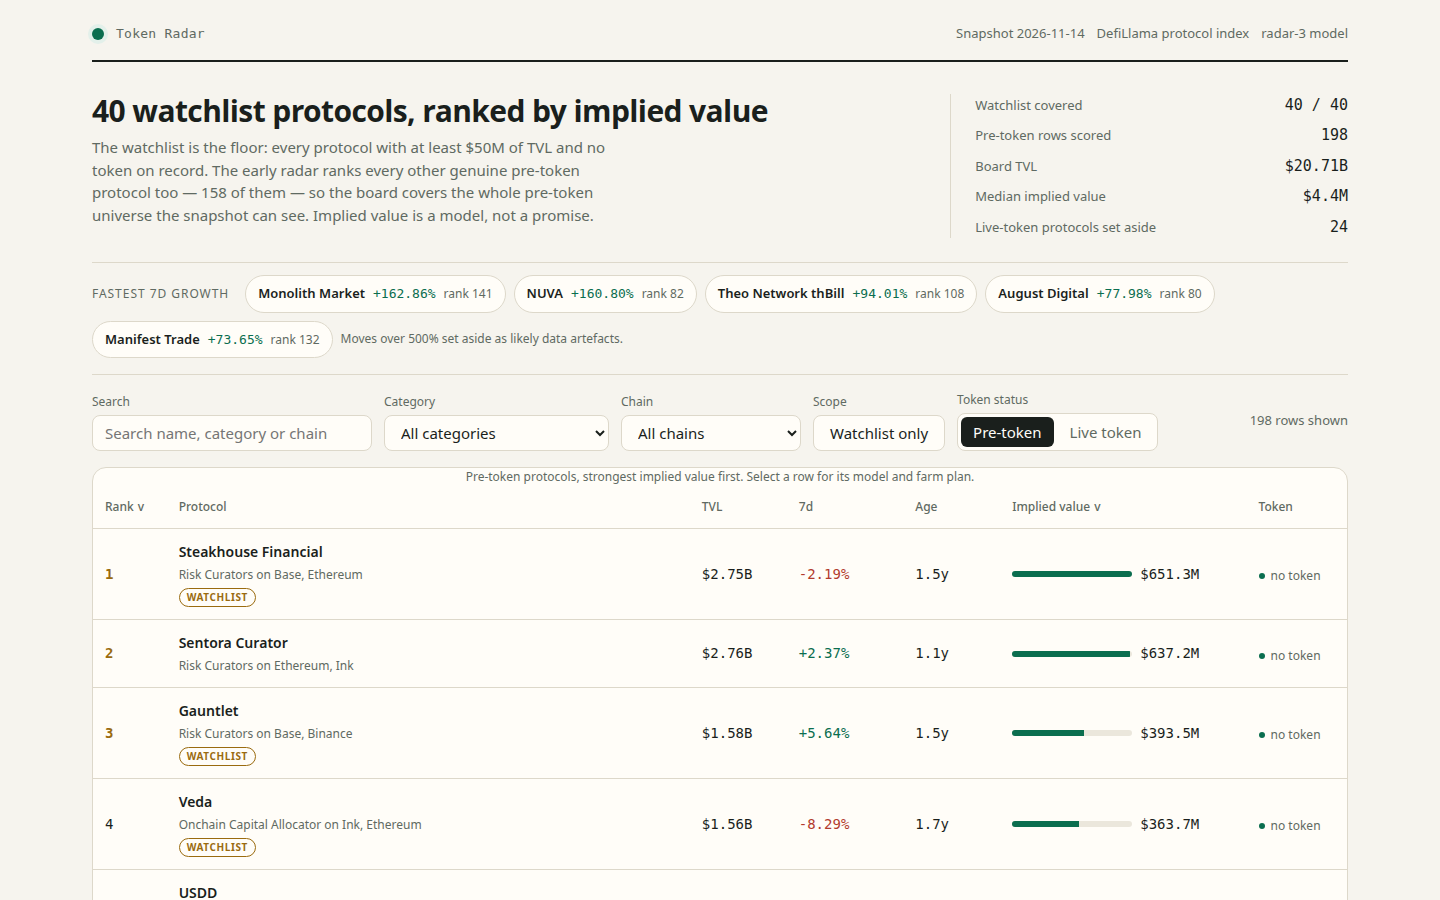 Token Radar
Snapshot 2026-11-14 DefiLlama protocol index radar-3 model
40 watchlist protocols, ranked by implied value
The watchlist is the floor: every protocol with at least $50M of TVL and no
token on record. The early radar ranks every other genuine pre-token
protocol too — 158 of them — so the board covers the whole pre-token
universe the snapshot can see. Implied value is a model, not a promise.
Watchlist covered 40 / 40
Pre-token rows scored 198
Board TVL $20.71B
Median implied value $4.4M
Live-token protocols set aside 24
FASTEST 7D GROWTH Monolith Market +162.86% rank 141 NUVA +160.80% rank 82 Theo Network thBill +94.01% rank 108 August Digital +77.98% rank 80
Manifest Trade +73.65% rank 132 Moves over 500% set aside as likely data artefacts.
Search Category Chain Scope Token status
Search name, category or chain All categories All chains Watchlist only Pre-token Live token 198 rows shown
Pre-token protocols, strongest implied value first. Select a row for its model and farm plan.
Rank v Protocol TVL 7d Age Implied value v Token
Steakhouse Financial
1 Risk Curators on Base, Ethereum $2.75B -2.19% 1.5y $651.3M no token
WATCHLIST
Sentora Curator
2 Risk Curators on Ethereum, Ink $2.76B +2.37% 1.1y $637.2M no token
Gauntlet
3 Risk Curators on Base, Binance $1.58B +5.64% 1.5y $393.5M no token
WATCHLIST
Veda
4 Onchain Capital Allocator on Ink, Ethereum $1.56B -8.29% 1.7y $363.7M no token
WATCHLIST
USDD